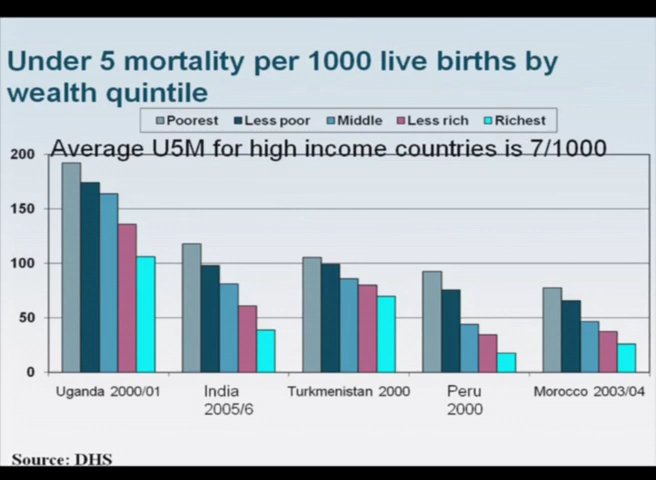 Under 5 mortality per 1000 live births by
wealth quintile
Poorest Less poor Middle Less rich Richest
Average U5M for high income countries is 7/1000
200
150
100
50
0
Uganda 2000/01 India Turkmenistan 2000 Peru Morocco 2003/04
2005/6 2000
Source: DHS